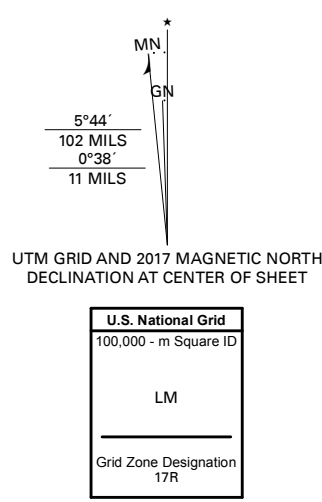 MN
GN
5°44´
102 MILS
0°38´
11 MILS
UTM GRID AND 2017 MAGNETIC NORTH
DECLINATION AT CENTER OF SHEET
U.S. National Grid
100,000 - m Square ID
LM
Grid Zone Designation
17R